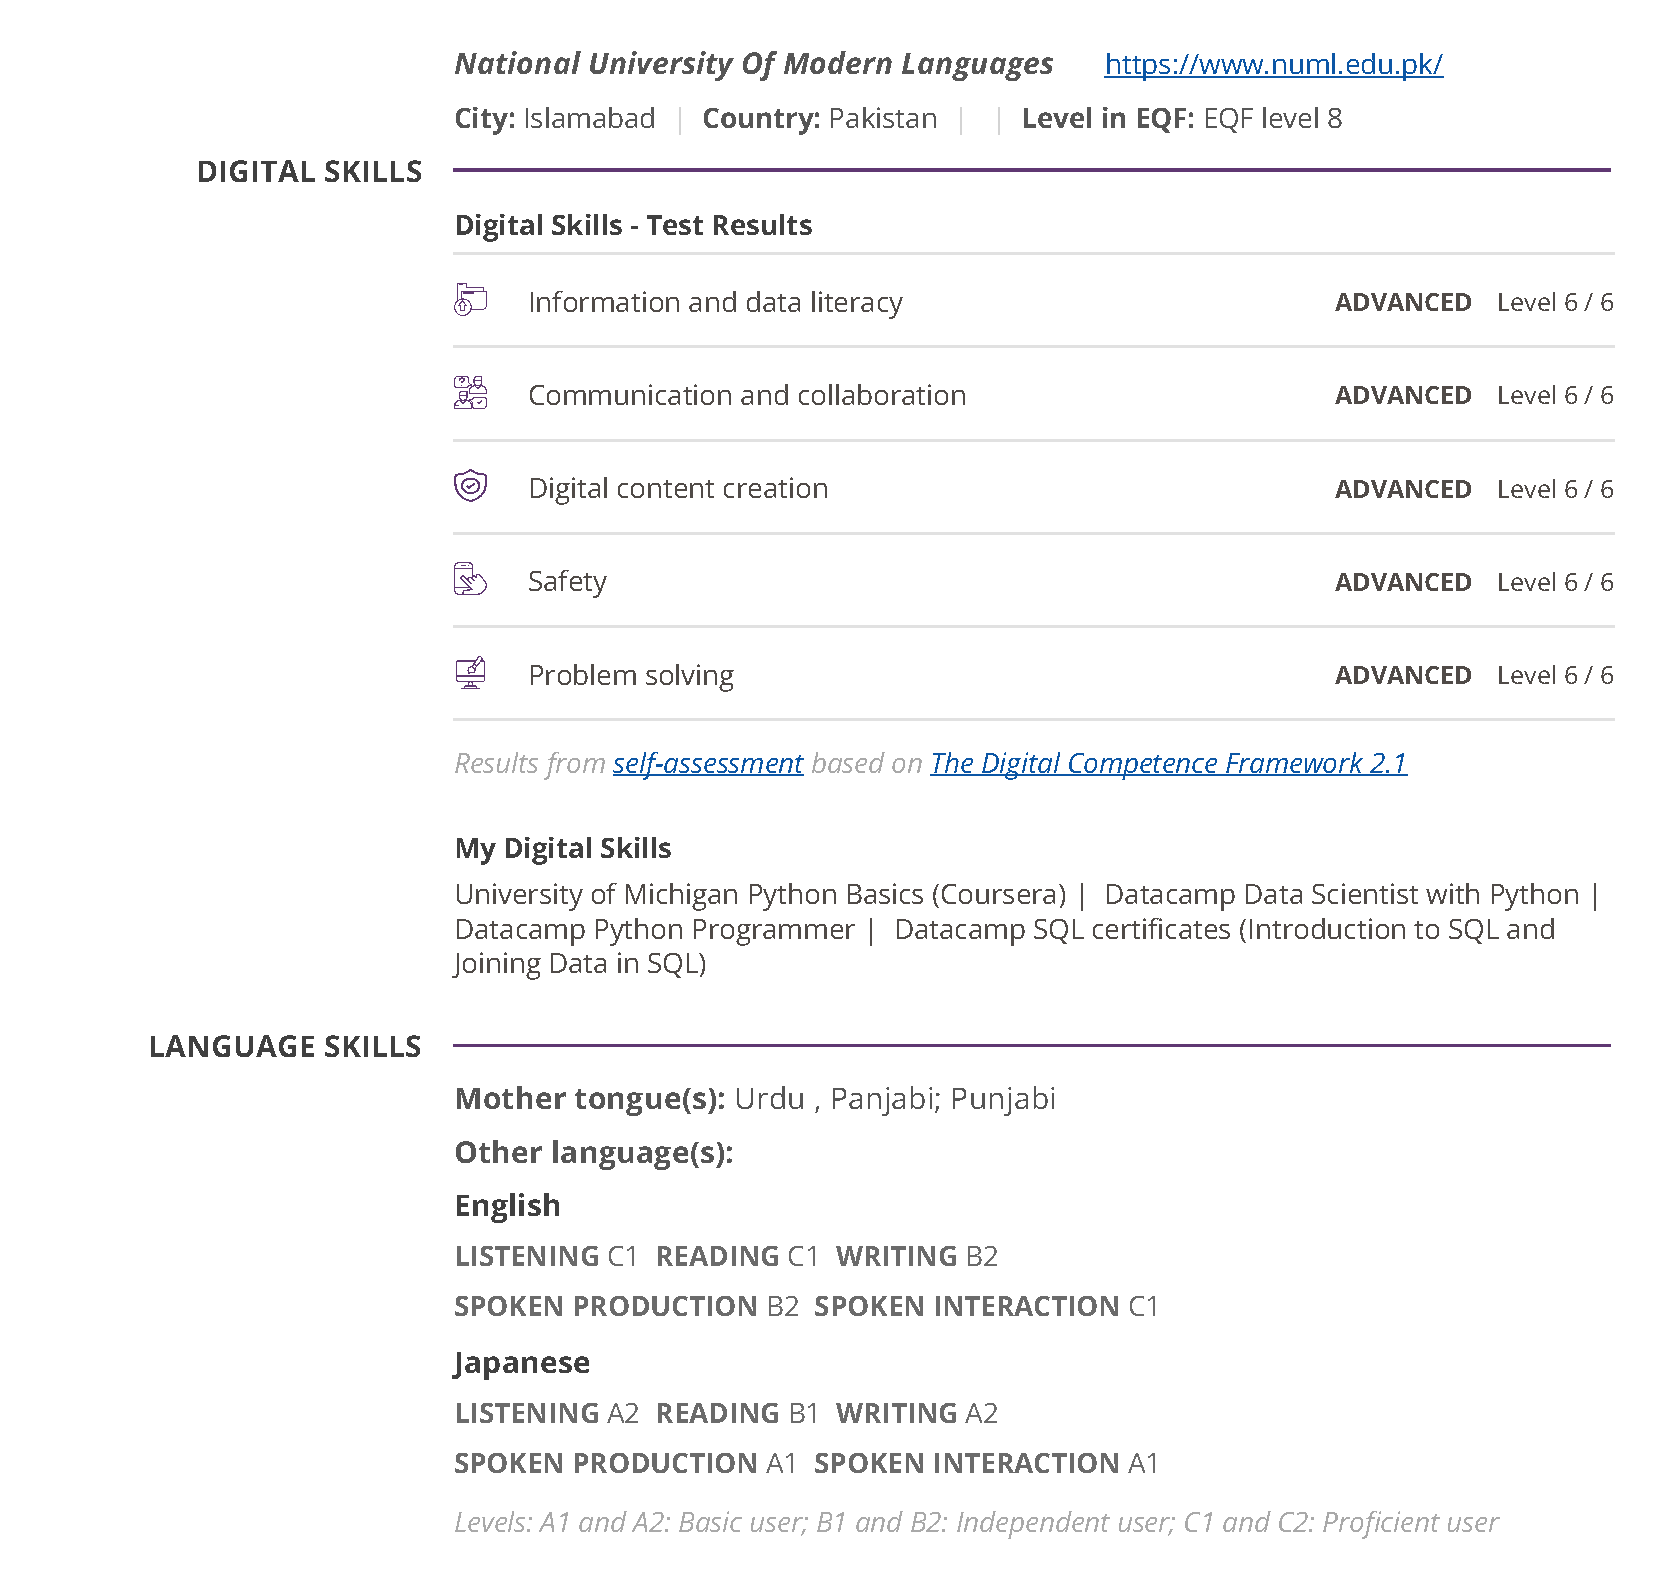 National University Of Modern Languages https://www.numl.edu.pk/
City: Islamabad | Country: Pakistan | | Level in EQF: EQF level 8
DIGITAL SKILLS
Digital Skills - Test Results
Information and data literacy ADVANCED Level 6 / 6
Communication and collaboration ADVANCED Level 6 / 6
Digital content creation ADVANCED Level 6 / 6
Safety ADVANCED Level 6 / 6
Problem solving ADVANCED Level 6 / 6
Results from self-assessment based on The Digital Competence Framework 2.1
My Digital Skills
University of Michigan Python Basics (Coursera) | Datacamp Data Scientist with Python |
Datacamp Python Programmer | Datacamp SQL certificates (Introduction to SQL and
Joining Data in SQL)
LANGUAGE SKILLS
Mother tongue(s): Urdu , Panjabi; Punjabi
Other language(s):
English
LISTENING C1 READING C1 WRITING B2
SPOKEN PRODUCTION B2 SPOKEN INTERACTION C1
Japanese
LISTENING A2 READING B1 WRITING A2
SPOKEN PRODUCTION A1 SPOKEN INTERACTION A1
Levels: A1 and A2: Basic user; B1 and B2: Independent user; C1 and C2: Proficient user